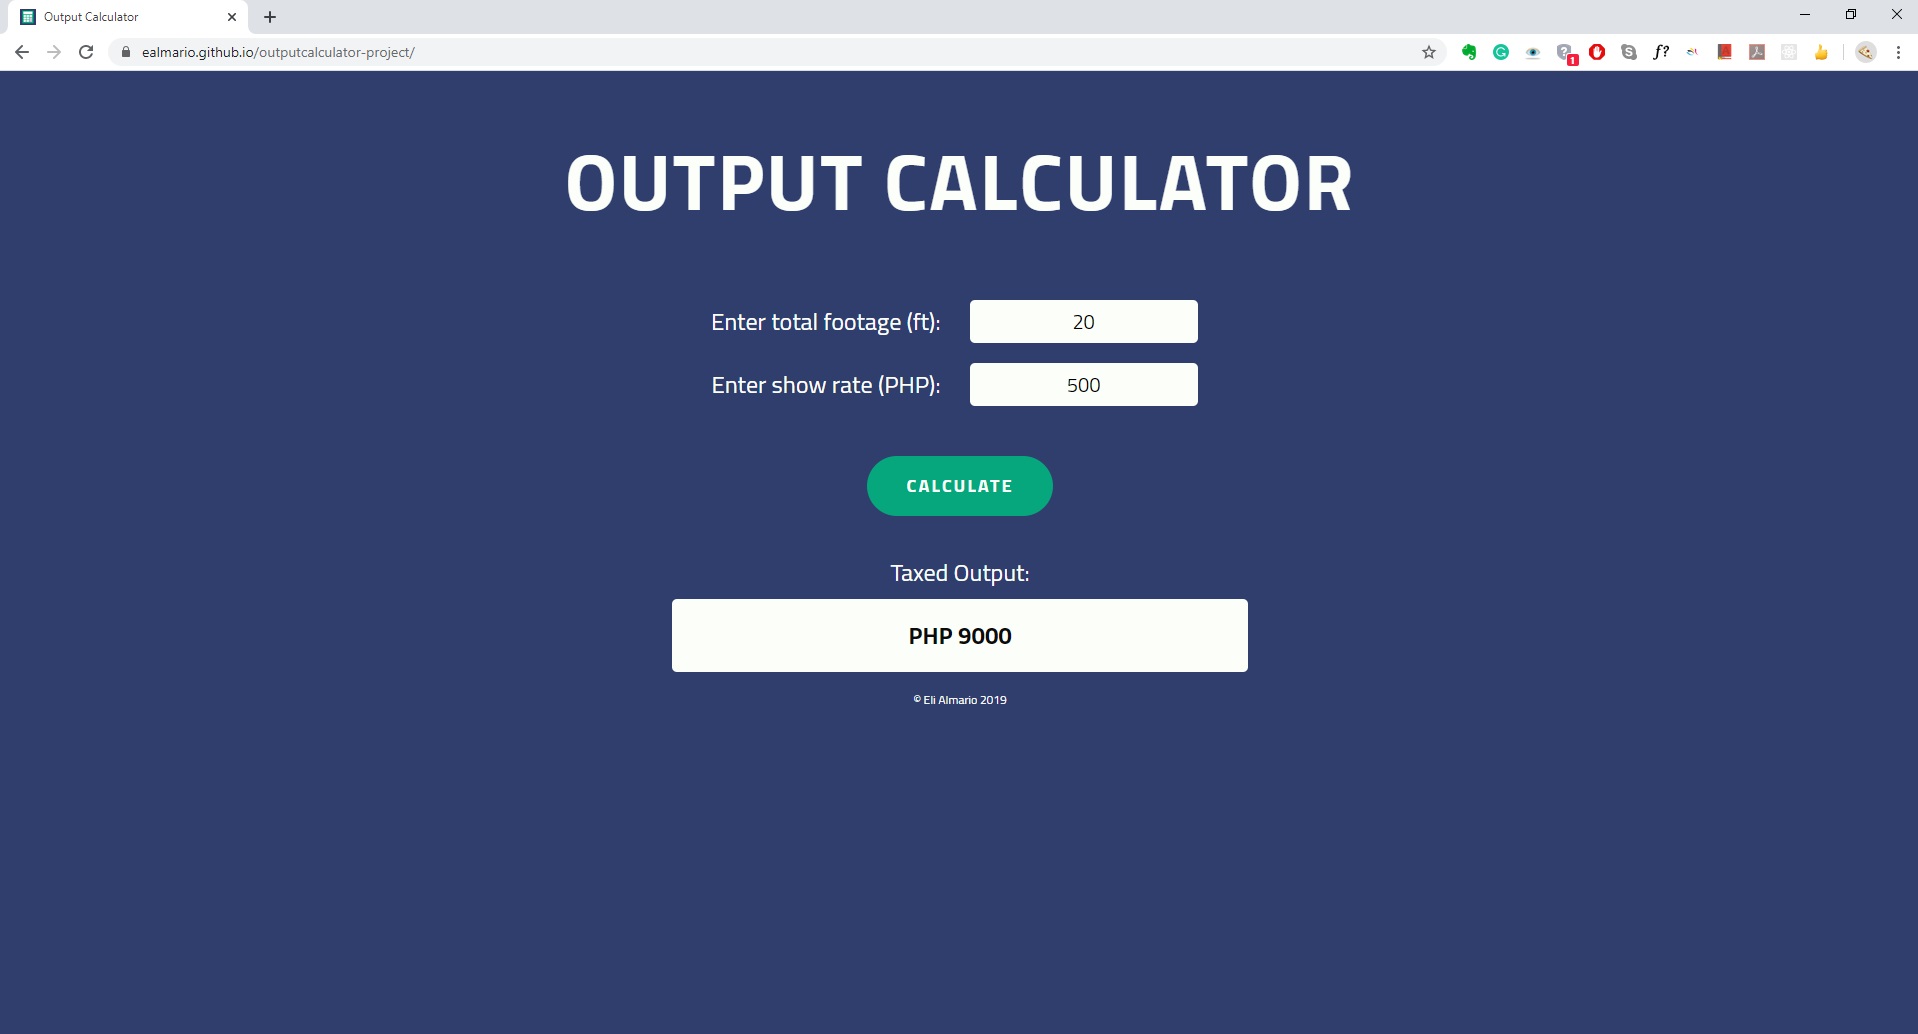 Output Calculator
ealmario.github.io/outputcalculator-project/
1
OUTPUT CALCULATOR
Enter total footage (ft): 20
Enter show rate (PHP): 500
CALCULATE
Taxed Output:
PHP 9000
© Eli Almario 2019